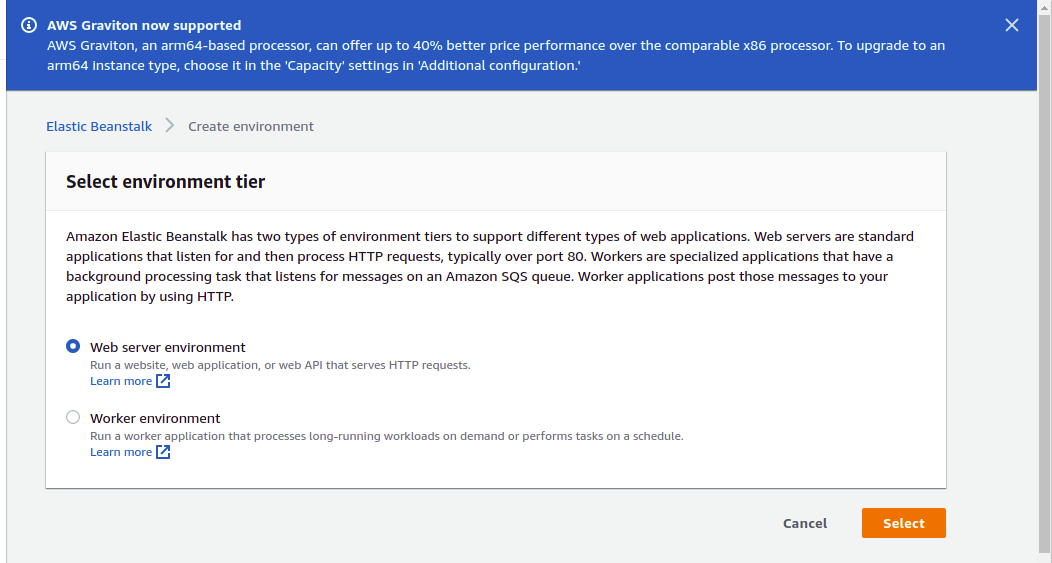 AWS Graviton now supported
AWS Graviton, an arm64-based processor, can offer up to 40% better price performance over the comparable x86 processor. To upgrade to an
arm64 instance type, choose it in the 'Capacity' settings in 'Additional configuration.'
Elastic Beanstalk
Create environment
Select environment tier
Amazon Elastic Beanstalk has two types of environment tiers to support different types of web applications. Web servers are standard
applications that listen for and then process HTTP requests, typically over port 80. Workers are specialized applications that have a
background processing task that listens for messages on an Amazon SQS queue. Worker applications post those messages to your
application by using HTTP.
Web server environment
Run a website, web application, or web API that serves HTTP requests.
Learn more
Worker environment
Run a worker application that processes long-running workloads on demand or performs tasks on a schedule.
Learn more
Cancel
Select